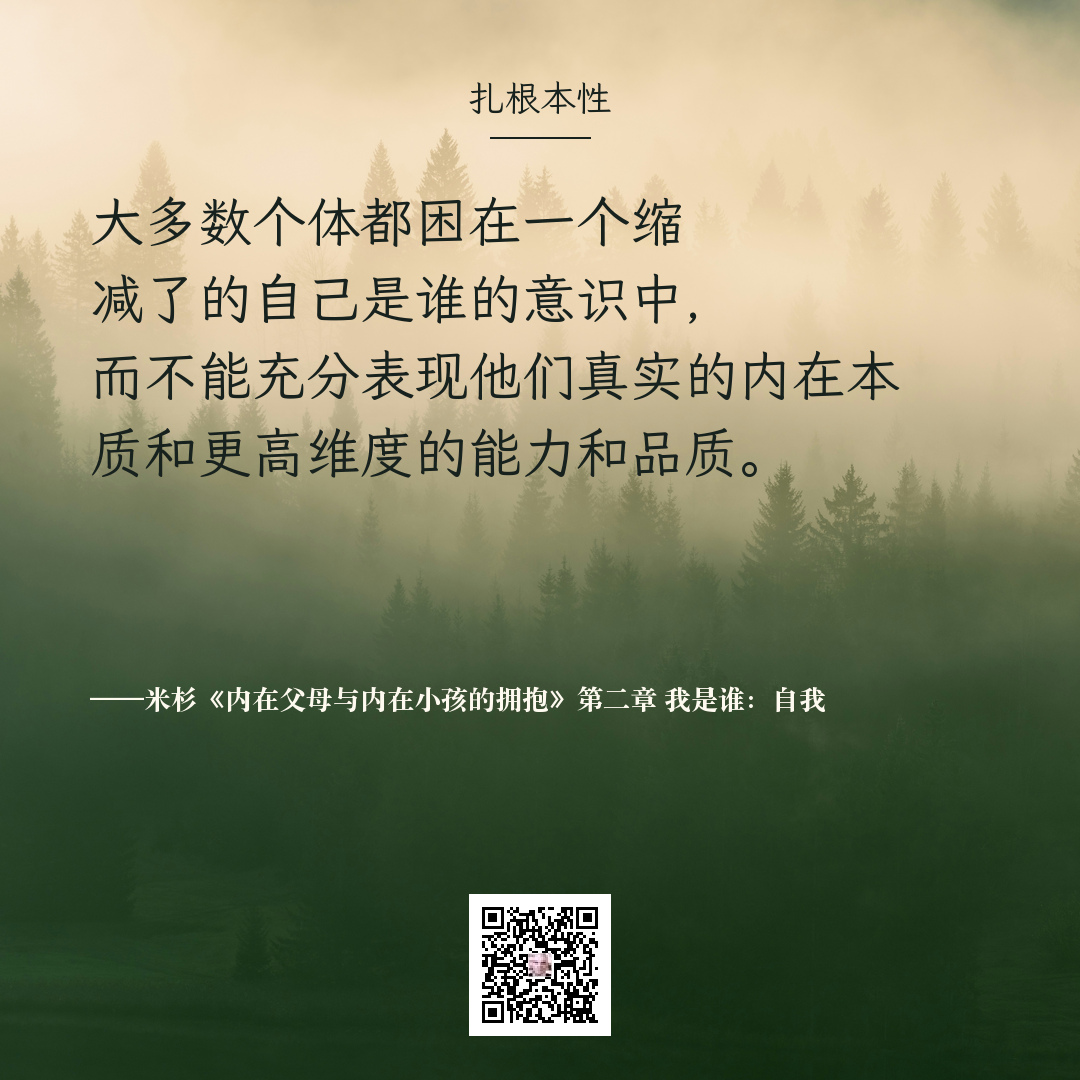 扎根本性
大多数个体都困在一个缩
减了的自己是谁的意识中，
而不能充分表现他们真实的内在本
质和更高维度的能力和品质。
——米杉《内在父母与内在小孩的拥抱》第二章 我是谁：自我